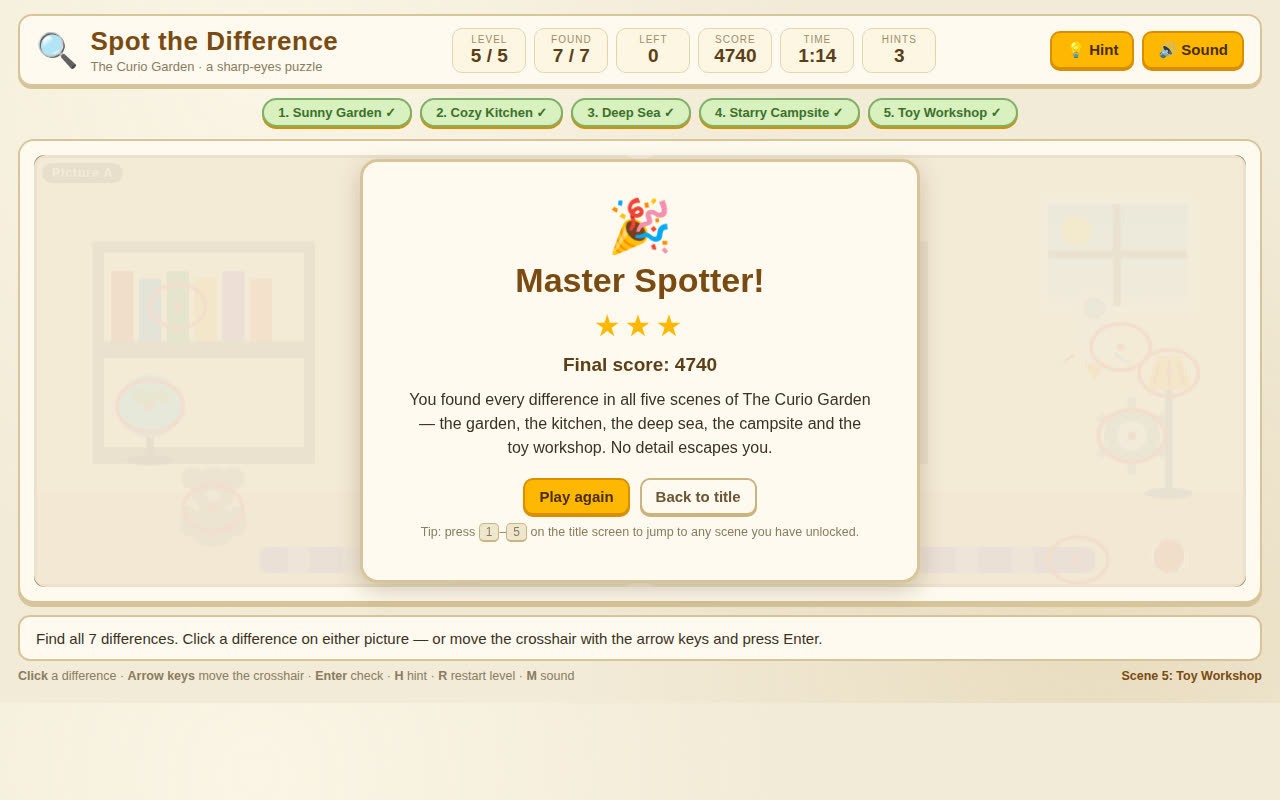 Spot the Difference
The Curio Garden · a sharp-eyes puzzle
LEVEL
5 / 5
FOUND
7 / 7
LEFT
0
SCORE
4740
TIME
1:14
HINTS
3
💡 Hint
🔊 Sound
1. Sunny Garden ✓
2. Cozy Kitchen ✓
3. Deep Sea ✓
4. Starry Campsite ✓
5. Toy Workshop ✓
Picture A
Master Spotter!
★★★
Final score: 4740
You found every difference in all five scenes of The Curio Garden
— the garden, the kitchen, the deep sea, the campsite and the
toy workshop. No detail escapes you.
Play again
Back to title
Tip: press 1–5 on the title screen to jump to any scene you have unlocked.
Find all 7 differences. Click a difference on either picture — or move the crosshair with the arrow keys and press Enter.
Click a difference · Arrow keys move the crosshair · Enter check · H hint · R restart level · M sound
Scene 5: Toy Workshop